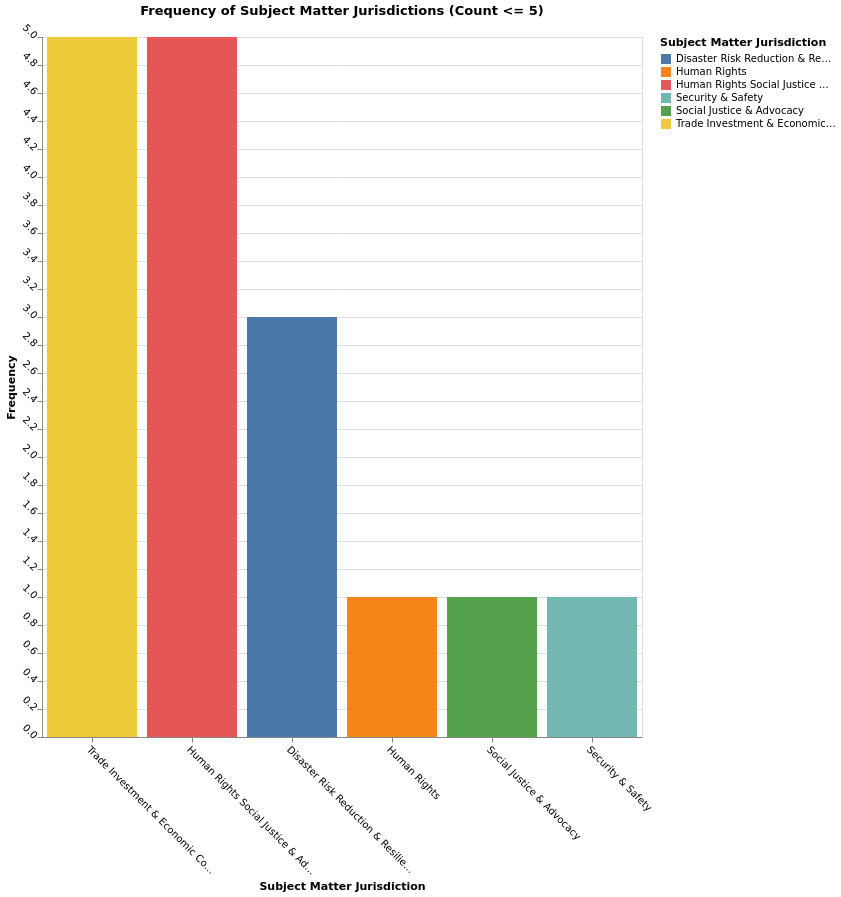 Frequency of Subject Matter Jurisdictions (Count <= 5)
Subject Matter Jurisdiction
Disaster Risk Reduction & Re…
Human Rights
Human Rights Social Justice …
Security & Safety
Social Justice & Advocacy
Trade Investment & Economic…
Frequency
5.0
4.8
4.6
4.4
4.2
4.0
3.8
3.6
3.4
3.2
3.0
2.8
2.6
2.4
2.2
2.0
1.8
1.6
1.4
1.2
1.0
0.8
0.6
0.4
0.2
0.0
Trade Investment & Economic Co…
Human Rights Social Justice & Ad…
Disaster Risk Reduction & Resilie…
Human Rights
Social Justice & Advocacy
Security & Safety
Subject Matter Jurisdiction